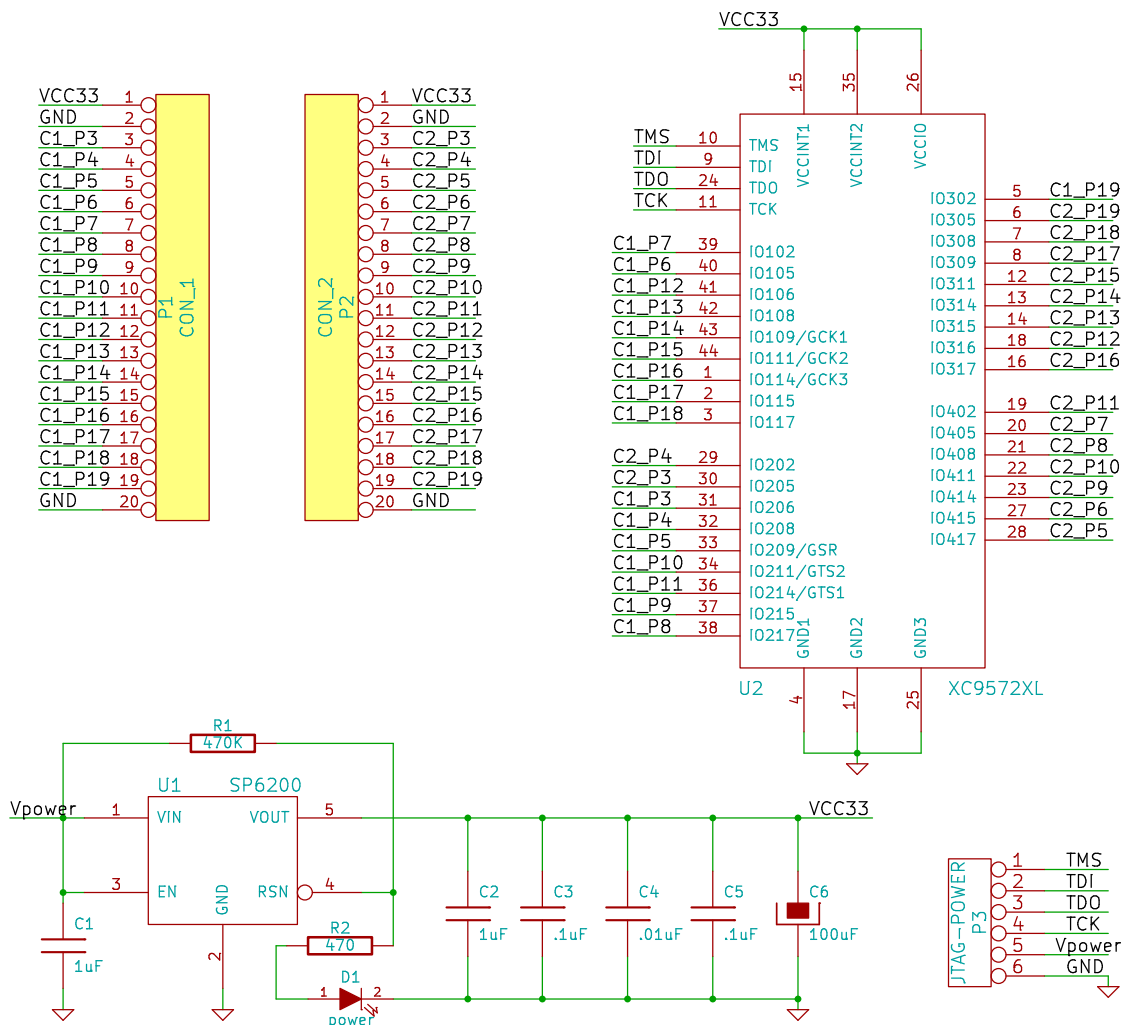 VCC33
15
35
26
VCCINT1
VCCINT2
VCCIO
VCC33 1
GND 2
C1_P3 3
C1_P4 4
C1_P5 5
C1_P6 6
C1_P7 7
C1_P8 8
C1_P9 9
C1_P10 10
C1_P11 11
C1_P12 12
C1_P13 13
C1_P14 14
C1_P15 15
C1_P16 16
C1_P17 17
C1_P18 18
C1_P19 19
GND 20
P1
CON_1
CON_2
P2
1 VCC33
2 GND
3 C2_P3
4 C2_P4
5 C2_P5
6 C2_P6
7 C2_P7
8 C2_P8
9 C2_P9
10 C2_P10
11 C2_P11
12 C2_P12
13 C2_P13
14 C2_P14
15 C2_P15
16 C2_P16
17 C2_P17
18 C2_P18
19 C2_P19
20 GND
TMS 10 TMS
TDI 9 TDI
TDO 24 TDO
TCK 11 TCK
C1_P7 39 IO102
C1_P6 40 IO105
C1_P12 41 IO106
C1_P13 42 IO108
C1_P14 43 IO109/GCK1
C1_P15 44 IO111/GCK2
C1_P16 1 IO114/GCK3
C1_P17 2 IO115
C1_P18 3 IO117
C2_P4 29 IO202
C2_P3 30 IO205
C1_P3 31 IO206
C1_P4 32 IO208
C1_P5 33 IO209/GSR
C1_P10 34 IO211/GTS2
C1_P11 36 IO214/GTS1
C1_P9 37 IO215
C1_P8 38 IO217
IO302 5 C1_P19
IO305 6 C2_P19
IO308 7 C2_P18
IO309 8 C2_P17
IO311 12 C2_P15
IO314 13 C2_P14
IO315 14 C2_P13
IO316 18 C2_P12
IO317 16 C2_P16
IO402 19 C2_P11
IO405 20 C2_P7
IO408 21 C2_P8
IO411 22 C2_P10
IO414 23 C2_P9
IO415 27 C2_P6
IO417 28 C2_P5
GND1
GND2
GND3
U2
XC9572XL
4
17
25
R1
470K
U1
SP6200
Vpower 1 VIN
VOUT 5
VCC33
3 EN
GND
RSN 4
2
C1
1uF
R2
470
D1
1 2
power
C2
1uF
C3
.1uF
C4
.01uF
C5
.1uF
C6
100uF
JTAG-POWER
P3
1 TMS
2 TDI
3 TDO
4 TCK
5 Vpower
6 GND